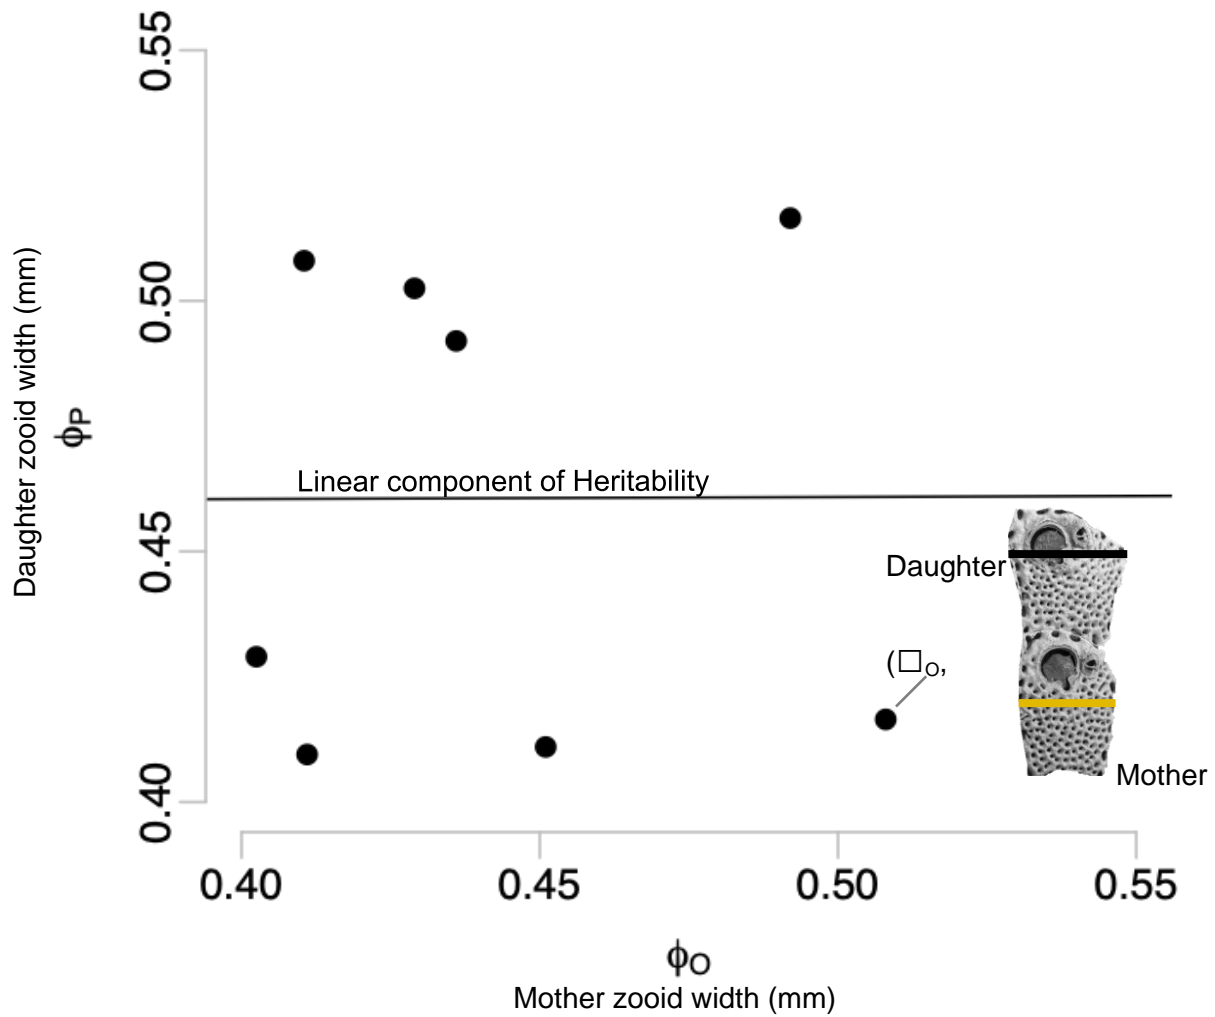 0.55
0.50
0.45
0.40
Daughter zooid width (mm)
ϕP
Linear component of Heritability
Daughter
(□O,
Mother
0.40 0.45 0.50 0.55
ϕO
Mother zooid width (mm)